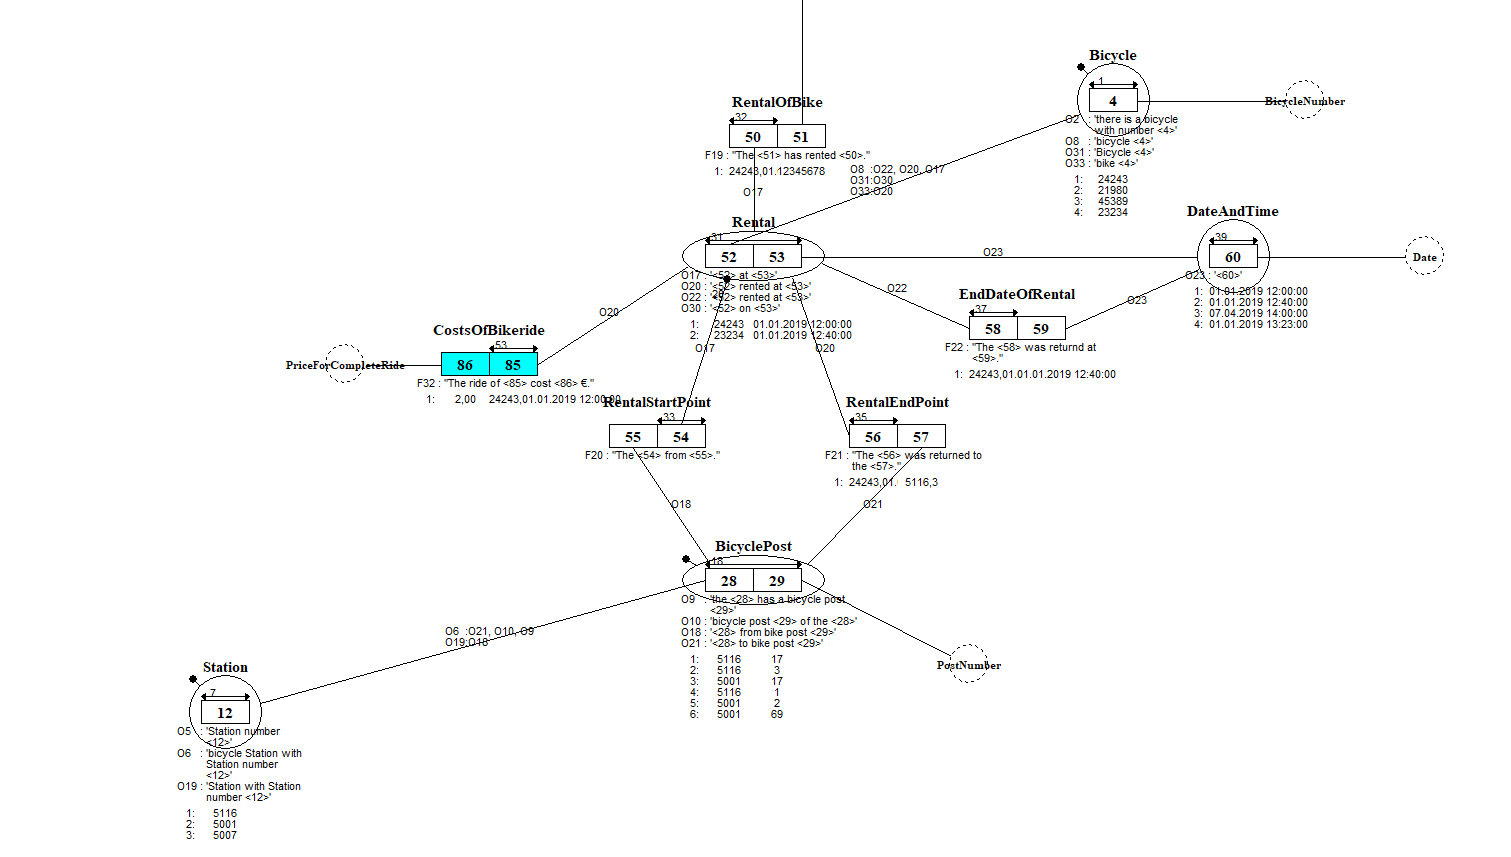 Bicycle
1
4
BicycleNumber
O2 : 'there is a bicycle
with number <4>'
O8 : 'bicycle <4>'
O31 : 'Bicycle <4>'
O33 : 'bike <4>'
1: 24243
2: 21980
3: 45389
4: 23234
RentalOfBike
32
50 51
F19 : "The <51> has rented <50>."
1: 24243,01.12345678
O17
O8 :O22, O20, O17
O31:O30
O33:O20
Rental
31
52 53
O17 : '<52> at <53>'
O20 : '<52> rented at <53>'
O22 : '<52> rented at <53>'
O30 : '<52> on <53>'
1: 24243 01.01.2019 12:00:00
2: 23234 01.01.2019 12:40:00
O23
DateAndTime
39
60
Date
O23 : '<60>'
1: 01.01.2019 12:00:00
2: 01.01.2019 12:40:00
3: 07.04.2019 14:00:00
4: 01.01.2019 13:23:00
O22
O23
EndDateOfRental
37
58 59
F22 : "The <58> was returnd at
<59>."
1: 24243,01.01.01.2019 12:40:00
O20
CostsOfBikeride
53
86 85
PriceForCompleteRide
F32 : "The ride of <85> cost <86> €."
1: 2,00 24243,01.01.2019 12:00:00
O17
O20
RentalStartPoint
33
55 54
F20 : "The <54> from <55>."
RentalEndPoint
35
56 57
F21 : "The <56> was returned to
the <57>."
1: 24243,01. 5116,3
O18
O21
BicyclePost
18
28 29
O9 : 'the <28> has a bicycle post
<29>'
O10 : 'bicycle post <29> of the <28>'
O18 : '<28> from bike post <29>'
O21 : '<28> to bike post <29>'
1: 5116 17
2: 5116 3
3: 5001 17
4: 5116 1
5: 5001 2
6: 5001 69
PostNumber
O6 :O21, O10, O9
O19:O18
Station
7
12
O5 : 'Station number
<12>'
O6 : 'bicycle Station with
Station number
<12>'
O19 : 'Station with Station
number <12>'
1: 5116
2: 5001
3: 5007